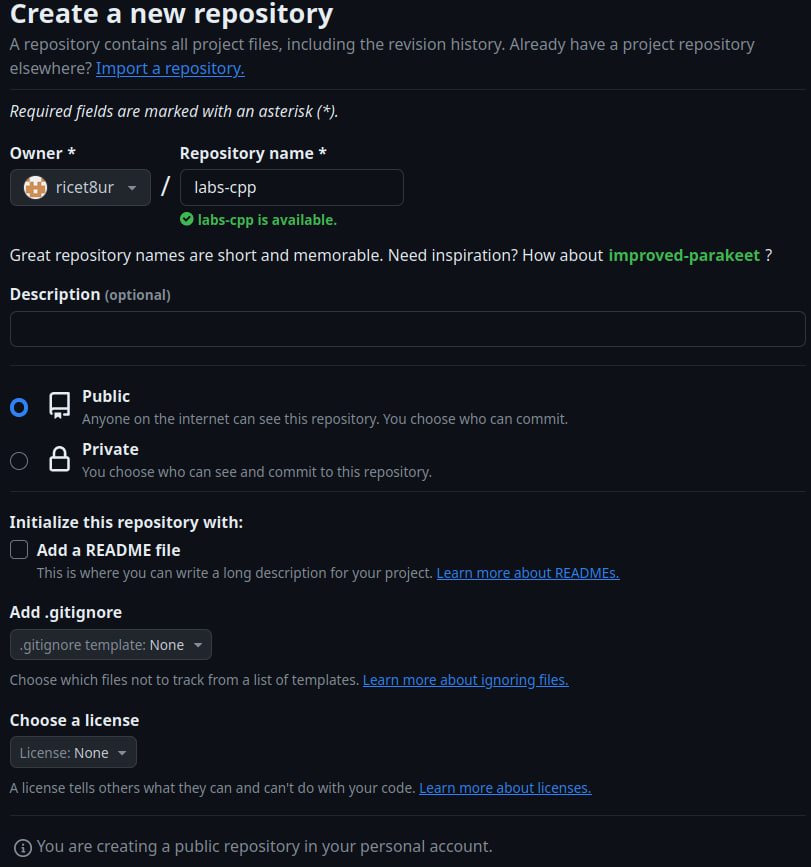 Create a new repository
A repository contains all project files, including the revision history. Already have a project repository
elsewhere? Import a repository.
Required fields are marked with an asterisk (*).
Owner *
Repository name *
ricet8ur
/
labs-cpp
labs-cpp is available.
Great repository names are short and memorable. Need inspiration? How about improved-parakeet ?
Description (optional)
Public
Anyone on the internet can see this repository. You choose who can commit.
Private
You choose who can see and commit to this repository.
Initialize this repository with:
Add a README file
This is where you can write a long description for your project. Learn more about READMEs.
Add .gitignore
.gitignore template: None
Choose which files not to track from a list of templates. Learn more about ignoring files.
Choose a license
License: None
A license tells others what they can and can't do with your code. Learn more about licenses.
You are creating a public repository in your personal account.